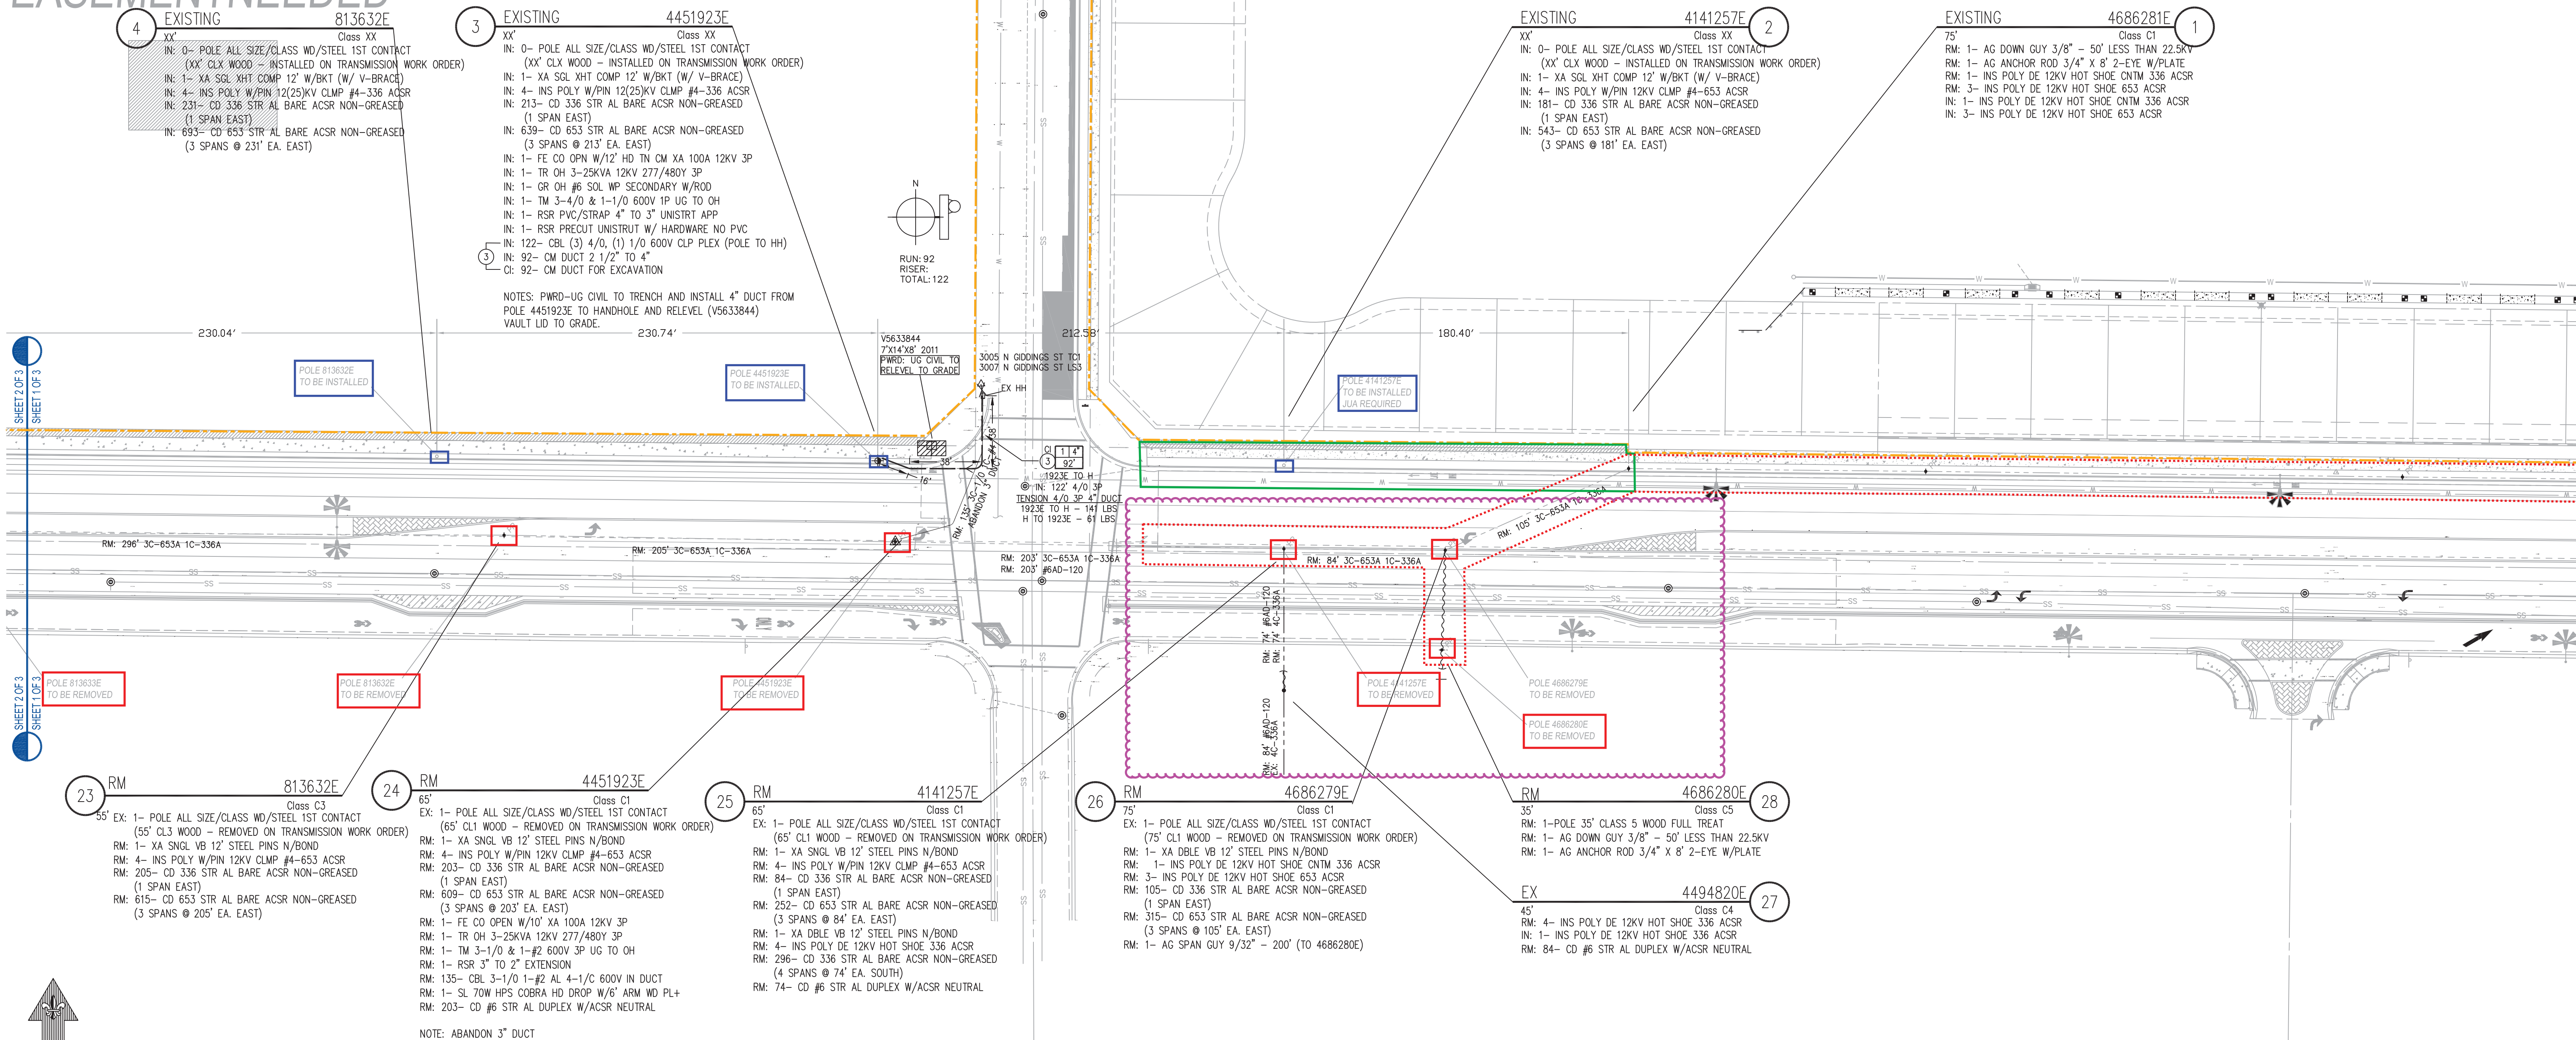 EASEMENTNEEDED
4
EXISTING 813632E
XX' Class XX
IN: 0- POLE ALL SIZE/CLASS WD/STEEL 1ST CONTACT
(XX' CLX WOOD - INSTALLED ON TRANSMISSION WORK ORDER)
IN: 1- XA SGL XHT COMP 12' W/BKT (W/ V-BRACE)
IN: 4- INS POLY W/PIN 12(25)KV CLMP #4-336 ACSR
IN: 231- CD 336 STR AL BARE ACSR NON-GREASED
(1 SPAN EAST)
IN: 693- CD 653 STR AL BARE ACSR NON-GREASED
(3 SPANS @ 231' EA. EAST)
3
EXISTING 4451923E
XX' Class XX
IN: 0- POLE ALL SIZE/CLASS WD/STEEL 1ST CONTACT
(XX' CLX WOOD - INSTALLED ON TRANSMISSION WORK ORDER)
IN: 1- XA SGL XHT COMP 12' W/BKT (W/ V-BRACE)
IN: 4- INS POLY W/PIN 12(25)KV CLMP #4-336 ACSR
IN: 213- CD 336 STR AL BARE ACSR NON-GREASED
(1 SPAN EAST)
IN: 639- CD 653 STR AL BARE ACSR NON-GREASED
(3 SPANS @ 213' EA. EAST)
IN: 1- FE CO OPN W/12' HD TN CM XA 100A 12KV 3P
IN: 1- TR OH 3-25KVA 12KV 277/480Y 3P
IN: 1- GR OH #6 SOL WP SECONDARY W/ROD
IN: 1- TM 3-4/0 & 1-1/0 600V 1P UG TO OH
IN: 1- RSR PVC/STRAP 4" TO 3" UNISTRT APP
IN: 1- RSR PRECUT UNISTRUT W/ HARDWARE NO PVC
IN: 122- CBL (3) 4/0, (1) 1/0 600V CLP PLEX (POLE TO HH)
3
IN: 92- CM DUCT 2 1/2" TO 4"
CI: 92- CM DUCT FOR EXCAVATION
NOTES: PWRD-UG CIVIL TO TRENCH AND INSTALL 4" DUCT FROM
POLE 4451923E TO HANDHOLE AND RELEVEL (V5633844)
VAULT LID TO GRADE.
N
RUN: 92
RISER:
TOTAL: 122
2
EXISTING 4141257E
XX' Class XX
IN: 0- POLE ALL SIZE/CLASS WD/STEEL 1ST CONTACT
(XX' CLX WOOD - INSTALLED ON TRANSMISSION WORK ORDER)
IN: 1- XA SGL XHT COMP 12' W/BKT (W/ V-BRACE)
IN: 4- INS POLY W/PIN 12KV CLMP #4-653 ACSR
IN: 181- CD 336 STR AL BARE ACSR NON-GREASED
(1 SPAN EAST)
IN: 543- CD 653 STR AL BARE ACSR NON-GREASED
(3 SPANS @ 181' EA. EAST)
1
EXISTING 4686281E
75' Class C1
RM: 1- AG DOWN GUY 3/8" - 50' LESS THAN 22.5KV
RM: 1- AG ANCHOR ROD 3/4" X 8' 2-EYE W/PLATE
RM: 1- INS POLY DE 12KV HOT SHOE CNTM 336 ACSR
RM: 3- INS POLY DE 12KV HOT SHOE 653 ACSR
IN: 1- INS POLY DE 12KV HOT SHOE CNTM 336 ACSR
IN: 3- INS POLY DE 12KV HOT SHOE 653 ACSR
230.04'
230.74'
212.58'
180.40'
SHEET 2 OF 3
SHEET 1 OF 3
POLE 813632E
TO BE INSTALLED
POLE 4451923E
TO BE INSTALLED
V5633844
7'X14'X8' 2011
PWRD: UG CIVIL TO
RELEVEL TO GRADE
3005 N GIDDINGS ST TC1
3007 N GIDDINGS ST LS3
EX HH
POLE 4141257E
TO BE INSTALLED
JUA REQUIRED
38'
38'
16'
RM: 135' 3C-1/0 1C-#4
ABANDON 3" DUCT
CI
1 4"
92'
3
1923E TO H
IN: 122' 4/0 3P
TENSION 4/0 3P 4" DUCT
1923E TO H - 141 LBS
H TO 1923E - 61 LBS
RM: 296' 3C-653A 1C-336A
RM: 205' 3C-653A 1C-336A
RM: 203' 3C-653A 1C-336A
RM: 203' #6AD-120
RM: 84' 3C-653A 1C-336A
RM: 105' 3C-653A 1C-336A
RM: 74' #6AD-120
RM: 74' 4C-336A
RM: 84' #6AD-120
EX: 4C-336A
SHEET 2 OF 3
SHEET 1 OF 3
POLE 813633E
TO BE REMOVED
POLE 813632E
TO BE REMOVED
POLE 4451923E
TO BE REMOVED
POLE 4141257E
TO BE REMOVED
POLE 4686279E
TO BE REMOVED
POLE 4686280E
TO BE REMOVED
23
RM 813632E
55' Class C3
EX: 1- POLE ALL SIZE/CLASS WD/STEEL 1ST CONTACT
(55' CL3 WOOD - REMOVED ON TRANSMISSION WORK ORDER)
RM: 1- XA SNGL VB 12' STEEL PINS N/BOND
RM: 4- INS POLY W/PIN 12KV CLMP #4-653 ACSR
RM: 205- CD 336 STR AL BARE ACSR NON-GREASED
(1 SPAN EAST)
RM: 615- CD 653 STR AL BARE ACSR NON-GREASED
(3 SPANS @ 205' EA. EAST)
24
RM 4451923E
65' Class C1
EX: 1- POLE ALL SIZE/CLASS WD/STEEL 1ST CONTACT
(65' CL1 WOOD - REMOVED ON TRANSMISSION WORK ORDER)
RM: 1- XA SNGL VB 12' STEEL PINS N/BOND
RM: 4- INS POLY W/PIN 12KV CLMP #4-653 ACSR
RM: 203- CD 336 STR AL BARE ACSR NON-GREASED
(1 SPAN EAST)
RM: 609- CD 653 STR AL BARE ACSR NON-GREASED
(3 SPANS @ 203' EA. EAST)
RM: 1- FE CO OPEN W/10' XA 100A 12KV 3P
RM: 1- TR OH 3-25KVA 12KV 277/480Y 3P
RM: 1- TM 3-1/0 & 1-#2 600V 3P UG TO OH
RM: 1- RSR 3" TO 2" EXTENSION
RM: 135- CBL 3-1/0 1-#2 AL 4-1/C 600V IN DUCT
RM: 1- SL 70W HPS COBRA HD DROP W/6' ARM WD PL+
RM: 203- CD #6 STR AL DUPLEX W/ACSR NEUTRAL
NOTE: ABANDON 3" DUCT
25
RM 4141257E
65' Class C1
EX: 1- POLE ALL SIZE/CLASS WD/STEEL 1ST CONTACT
(65' CL1 WOOD - REMOVED ON TRANSMISSION WORK ORDER)
RM: 1- XA SNGL VB 12' STEEL PINS N/BOND
RM: 4- INS POLY W/PIN 12KV CLMP #4-653 ACSR
RM: 84- CD 336 STR AL BARE ACSR NON-GREASED
(1 SPAN EAST)
RM: 252- CD 653 STR AL BARE ACSR NON-GREASED
(3 SPANS @ 84' EA. EAST)
RM: 1- XA DBLE VB 12' STEEL PINS N/BOND
RM: 4- INS POLY DE 12KV HOT SHOE 336 ACSR
RM: 296- CD 336 STR AL BARE ACSR NON-GREASED
(4 SPANS @ 74' EA. SOUTH)
RM: 74- CD #6 STR AL DUPLEX W/ACSR NEUTRAL
26
RM 4686279E
75' Class C1
EX: 1- POLE ALL SIZE/CLASS WD/STEEL 1ST CONTACT
(75' CL1 WOOD - REMOVED ON TRANSMISSION WORK ORDER)
RM: 1- XA DBLE VB 12' STEEL PINS N/BOND
RM: 1- INS POLY DE 12KV HOT SHOE CNTM 336 ACSR
RM: 3- INS POLY DE 12KV HOT SHOE 653 ACSR
RM: 105- CD 336 STR AL BARE ACSR NON-GREASED
(1 SPAN EAST)
RM: 315- CD 653 STR AL BARE ACSR NON-GREASED
(3 SPANS @ 105' EA. EAST)
RM: 1- AG SPAN GUY 9/32" - 200' (TO 4686280E)
28
RM 4686280E
35' Class C5
RM: 1-POLE 35' CLASS 5 WOOD FULL TREAT
RM: 1- AG DOWN GUY 3/8" - 50' LESS THAN 22.5KV
RM: 1- AG ANCHOR ROD 3/4" X 8' 2-EYE W/PLATE
27
EX 4494820E
45' Class C4
RM: 4- INS POLY DE 12KV HOT SHOE 336 ACSR
IN: 1- INS POLY DE 12KV HOT SHOE 336 ACSR
RM: 84- CD #6 STR AL DUPLEX W/ACSR NEUTRAL